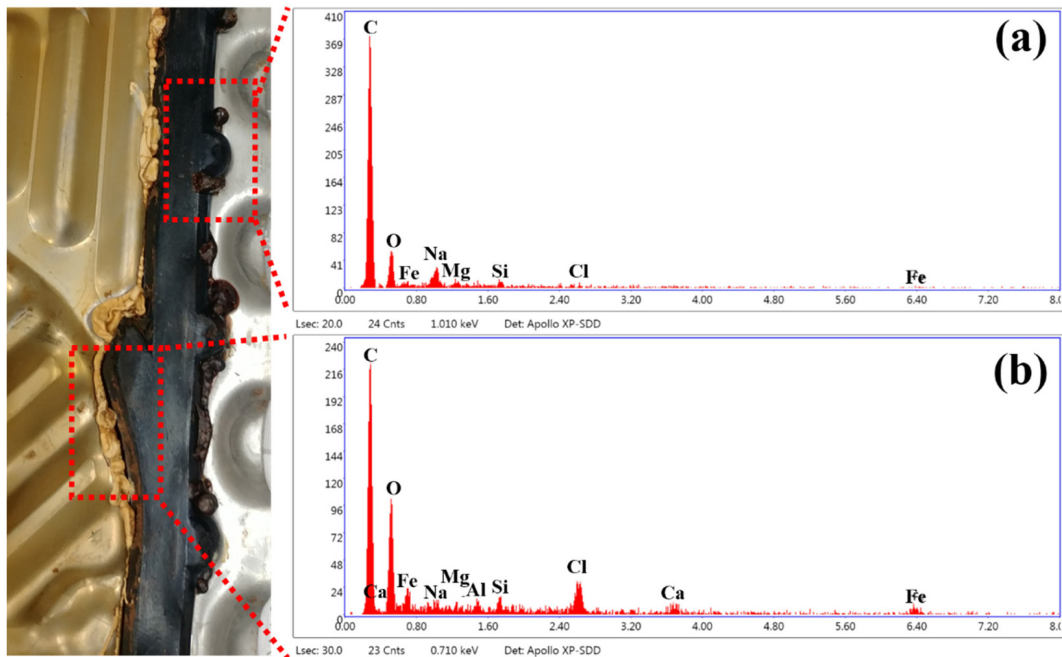 (a)
410
369
328
287
246
205
164
123
82
41
0
C
O
Fe
Na
Mg
Si
Cl
Fe
0.00 0.80 1.60 2.40 3.20 4.00 4.80 5.60 6.40 7.20 8.0
Lsec: 20.0 24 Cnts 1.010 keV Det: Apollo XP-SDD
(b)
240
216
192
168
144
120
96
72
48
24
0
C
O
Ca
Fe
Na
Mg
Al
Si
Cl
Ca
Fe
0.00 0.80 1.60 2.40 3.20 4.00 4.80 5.60 6.40 7.20 8.0
Lsec: 30.0 23 Cnts 0.710 keV Det: Apollo XP-SDD